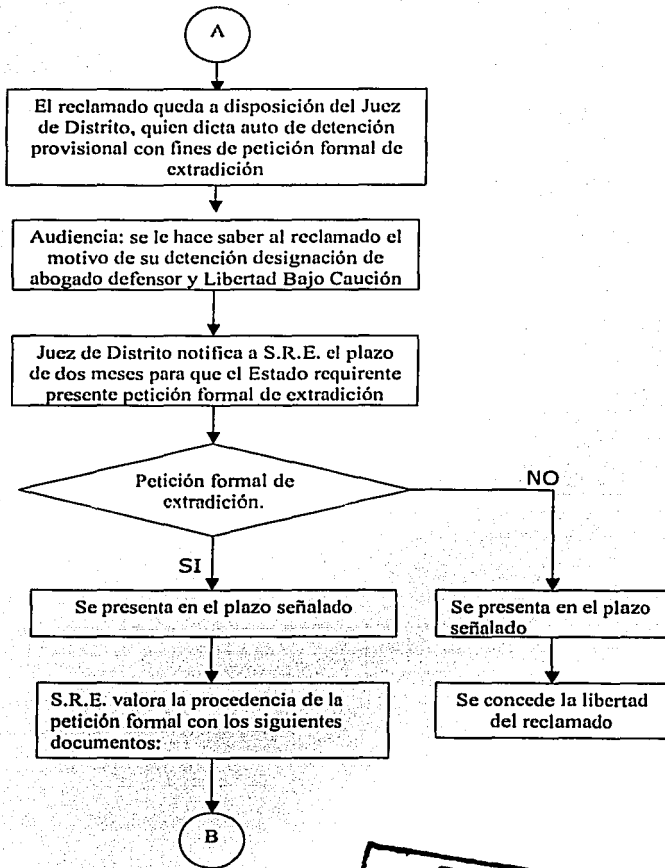 A
El reclamado queda a disposición del Juez
de Distrito, quien dicta auto de detención
provisional con fines de petición formal de
extradición
Audiencia: se le hace saber al reclamado el
motivo de su detención designación de
abogado defensor y Libertad Bajo Caución
Juez de Distrito notifica a S.R.E. el plazo
de dos meses para que el Estado requirente
presente petición formal de extradición
Petición formal de
extradición.
NO
SI
Se presenta en el plazo señalado
Se presenta en el plazo
señalado
S.R.E. valora la procedencia de la
petición formal con los siguientes
documentos:
Se concede la libertad
del reclamado
B